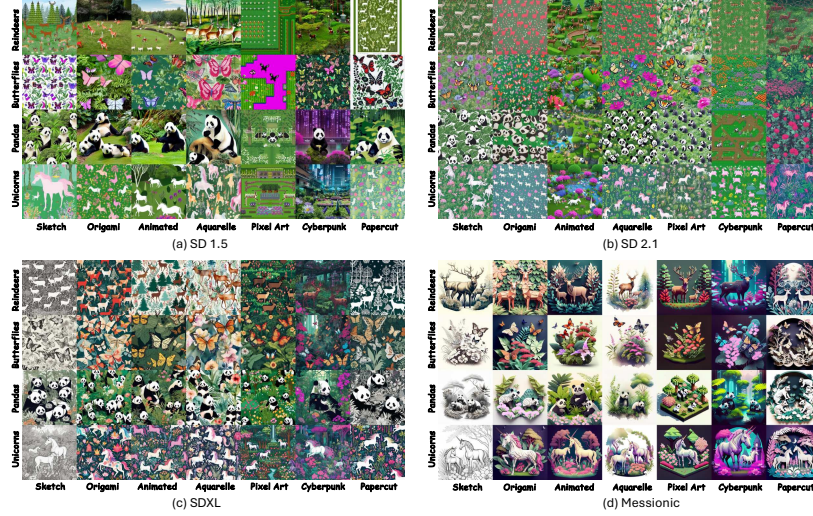 Reindeers
Butterflies
Pandas
Unicorns
Sketch Origami Animated Aquarelle Pixel Art Cyberpunk Papercut
(a) SD 1.5
Reindeers
Butterflies
Pandas
Unicorns
Sketch Origami Animated Aquarelle Pixel Art Cyberpunk Papercut
(b) SD 2.1
Reindeers
Butterflies
Pandas
Unicorns
Sketch Origami Animated Aquarelle Pixel Art Cyberpunk Papercut
(c) SDXL
Reindeers
Butterflies
Pandas
Unicorns
Sketch Origami Animated Aquarelle Pixel Art Cyberpunk Papercut
(d) Messionic